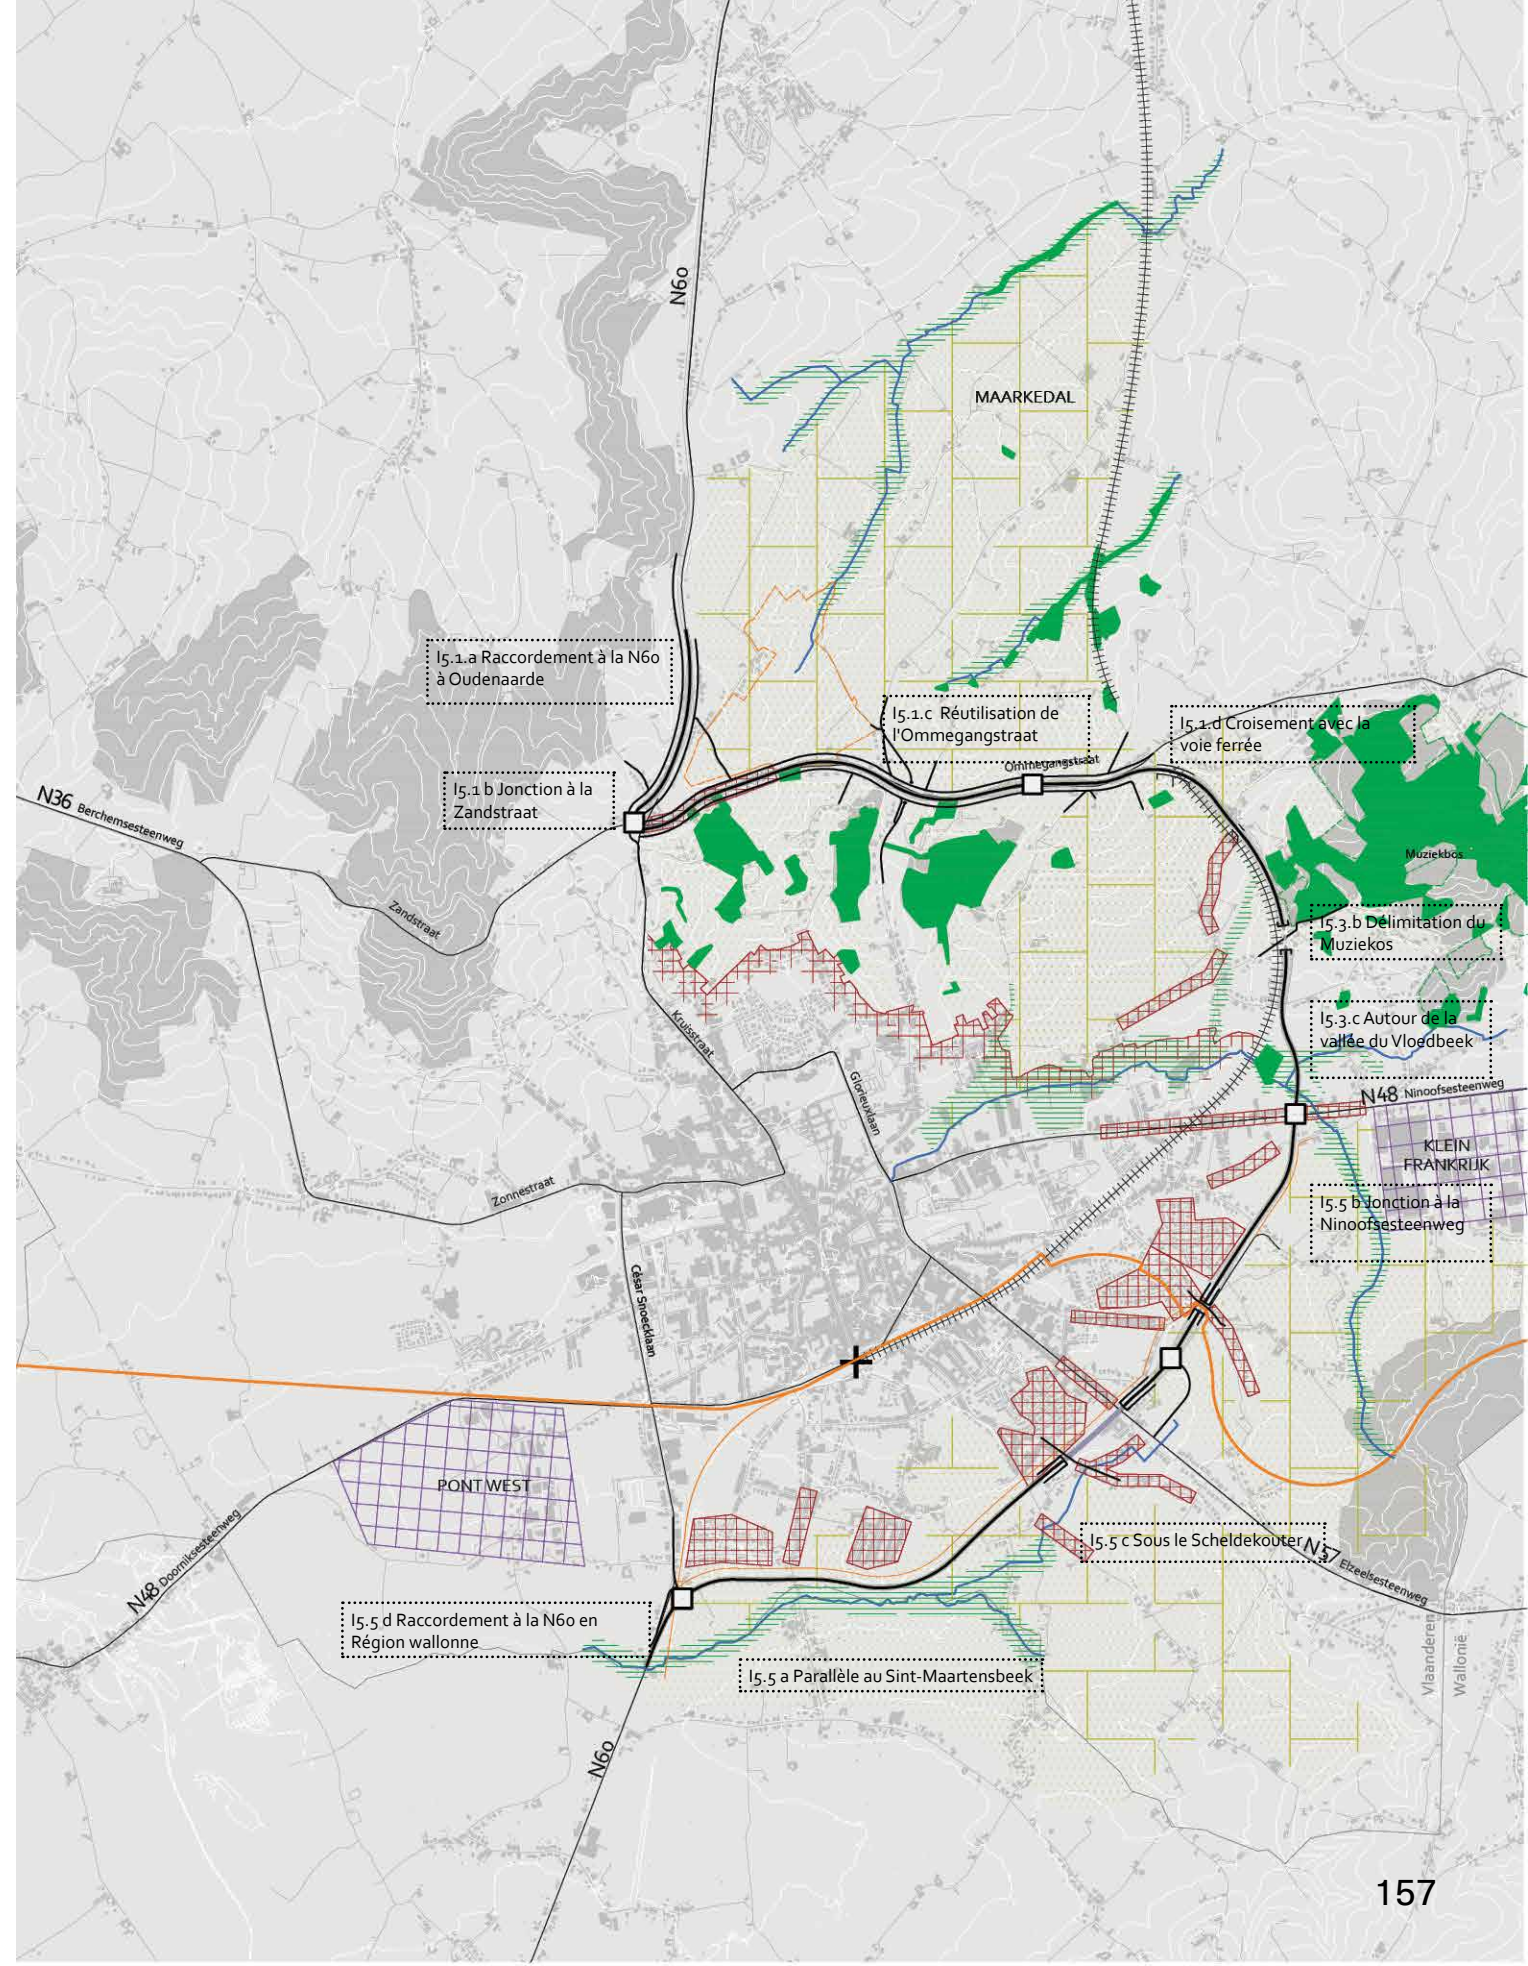 N60
MAARKEDAL
I5.1.a Raccordement à la N60
à Oudenaarde
I5.1.c Réutilisation de
l'Ommegangstraat
I5.1.d Croisement avec la
voie ferrée
Ommegangstraat
I5.1 b Jonction à la
Zandstraat
N36 Berchemsesteenweg
Muziekbos
Zandstraat
I5.3.b Délimitation du
Muziekos
I5.3.c Autour de la
vallée du Vloedbeek
Kruisstraat
Glorieuxlaan
N48 Ninoofsesteenweg
KLEIN
FRANKRIJK
Zonnestraat
I5.5 b Jonction à la
Ninoofsesteenweg
César Snoecklaan
PONT WEST
N48 Doorniksesteenweg
I5.5 c Sous le Scheldekouter
N57 Elzeelsesteenweg
I5.5 d Raccordement à la N60 en
Région wallonne
I5.5 a Parallèle au Sint-Maartensbeek
Vlaanderen
Wallonië
N60
157